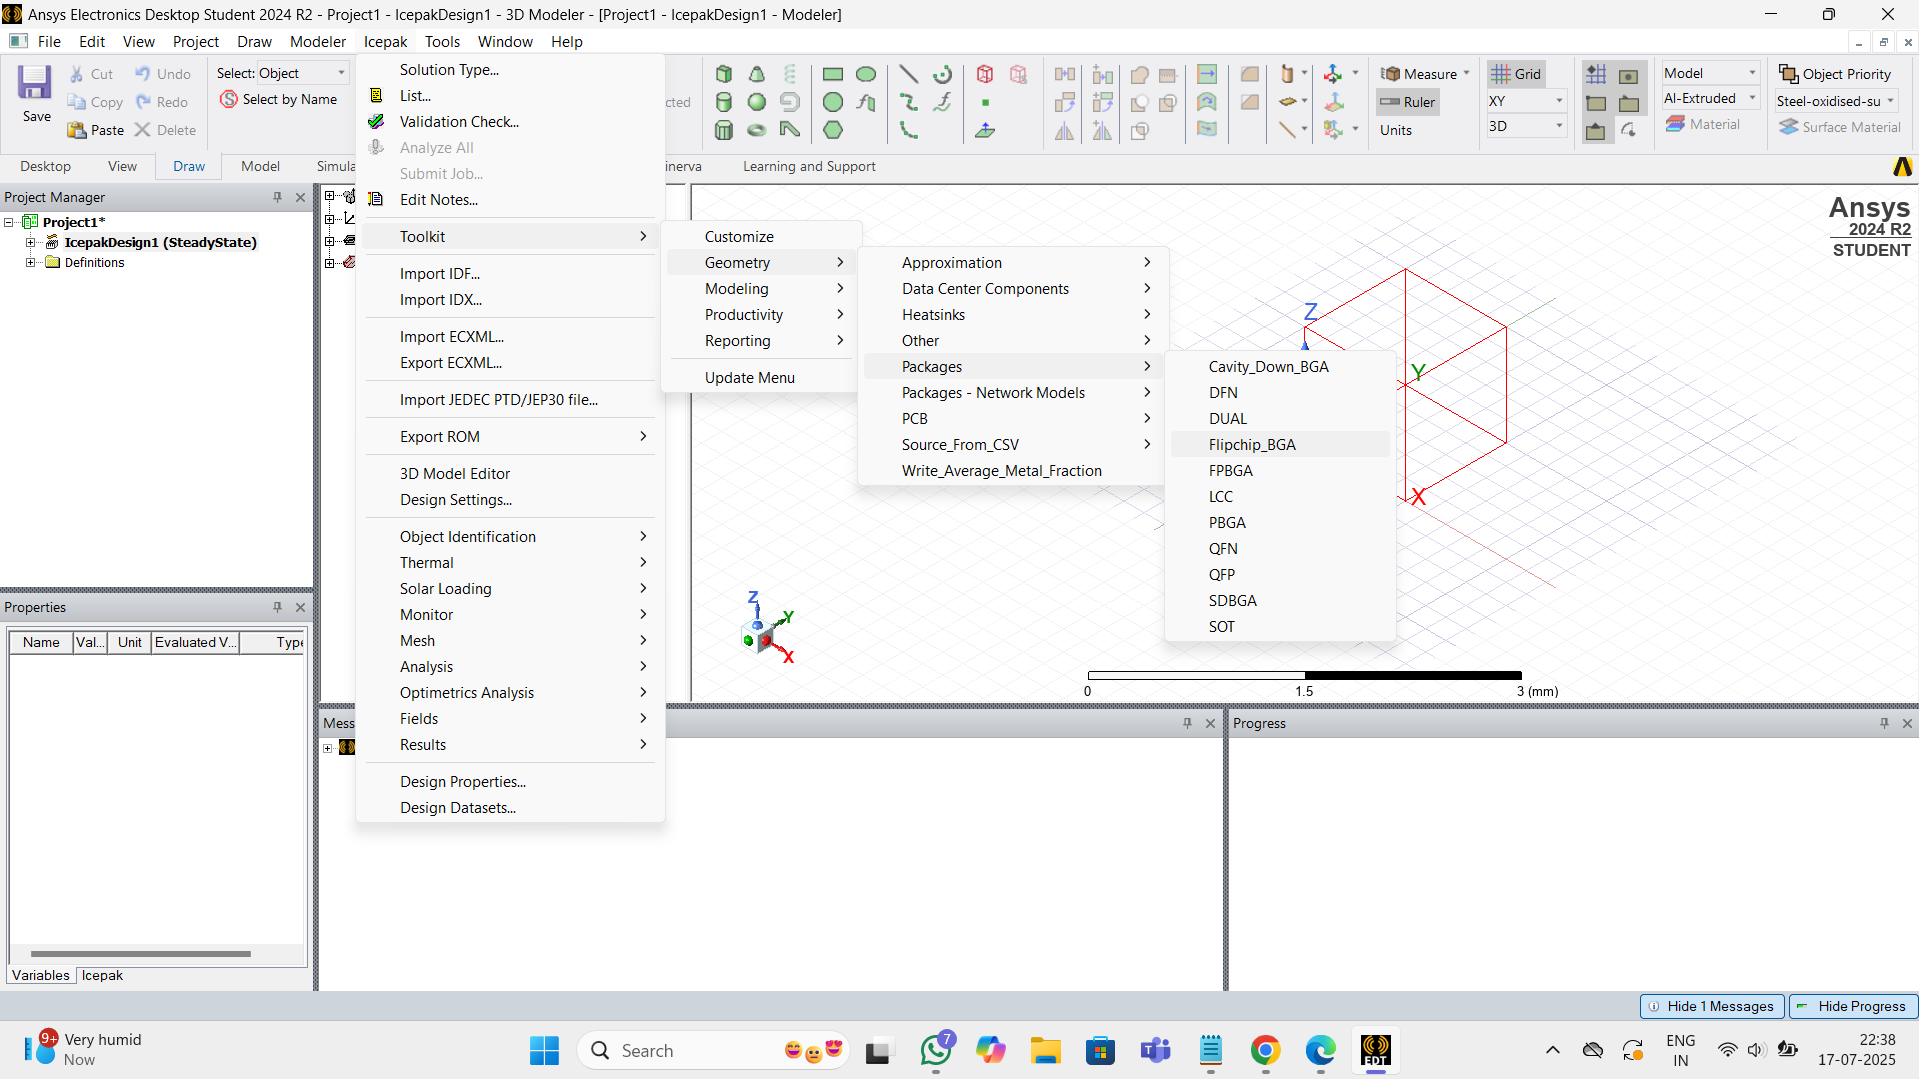 Ansys Electronics Desktop Student 2024 R2 - Project1 - IcepakDesign1 - 3D Modeler - [Project1 - IcepakDesign1 - Modeler]
File Edit View Project Draw Modeler Icepak Tools Window Help
Save
Cut
Copy
Paste
Undo
Redo
Delete
Select: Object
Select by Name
Measure
Ruler
Units
Grid
XY
3D
Model
Al-Extruded
Material
Object Priority
Steel-oxidised-su
Surface Material
Desktop View Draw Model Simula
Learning and Support
Project Manager
Project1*
IcepakDesign1 (SteadyState)
Definitions
Properties
Name Val... Unit Evaluated V... Type
Variables Icepak
Solution Type...
List...
Validation Check...
Analyze All
Submit Job...
Edit Notes...
Toolkit
Import IDF...
Import IDX...
Import ECXML...
Export ECXML...
Import JEDEC PTD/JEP30 file...
Export ROM
3D Model Editor
Design Settings...
Object Identification
Thermal
Solar Loading
Monitor
Mesh
Analysis
Optimetrics Analysis
Fields
Results
Design Properties...
Design Datasets...
Customize
Geometry
Modeling
Productivity
Reporting
Update Menu
Approximation
Data Center Components
Heatsinks
Other
Packages
Packages - Network Models
PCB
Source_From_CSV
Write_Average_Metal_Fraction
Cavity_Down_BGA
DFN
DUAL
Flipchip_BGA
FPBGA
LCC
PBGA
QFN
QFP
SDBGA
SOT
Ansys
2024 R2
STUDENT
Z
Y
X
Z
Y
X
0 1.5 3 (mm)
Mess
Progress
Hide 1 Messages Hide Progress
9+
Very humid
Now
Search
7
EDT
ENG
IN
22:38
17-07-2025